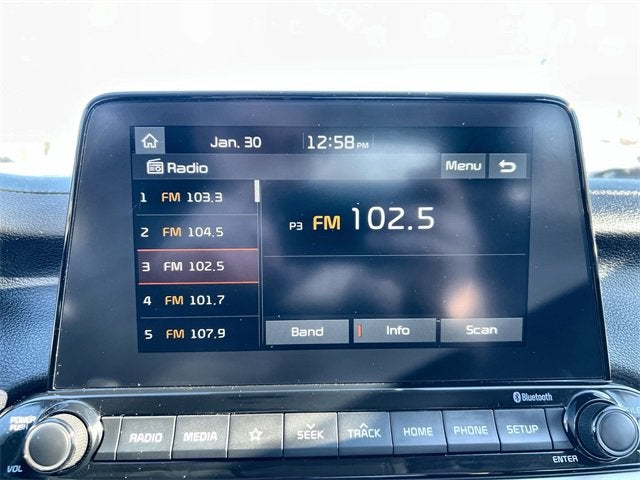 Jan. 30 12:58 PM
Radio Menu
1 FM 103.3
2 FM 104.5
3 FM 102.5
4 FM 101.7
5 FM 107.9
P3 FM 102.5
Band Info Scan
Bluetooth
POWER
PUSH
VOL
RADIO MEDIA SEEK TRACK HOME PHONE SETUP
ENTER